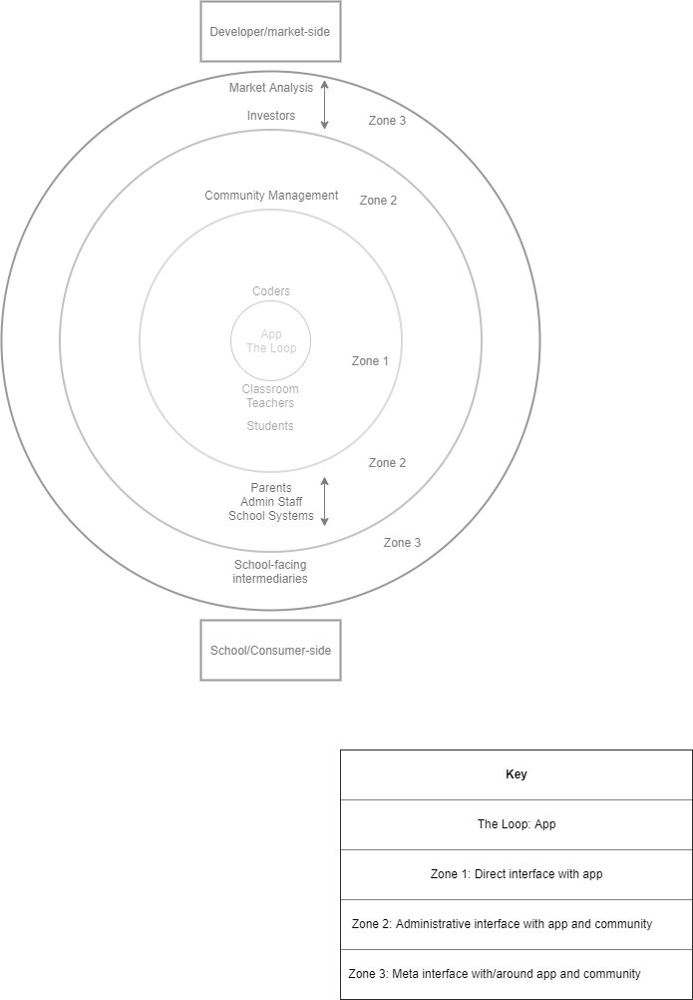 Developer/market-side
Market Analysis
Investors
Zone 3
Community Management
Zone 2
Coders
App
The Loop
Zone 1
Classroom
Teachers
Students
Zone 2
Parents
Admin Staff
School Systems
Zone 3
School-facing
intermediaries
School/Consumer-side
Key
The Loop: App
Zone 1: Direct interface with app
Zone 2: Administrative interface with app and community
Zone 3: Meta interface with/around app and community